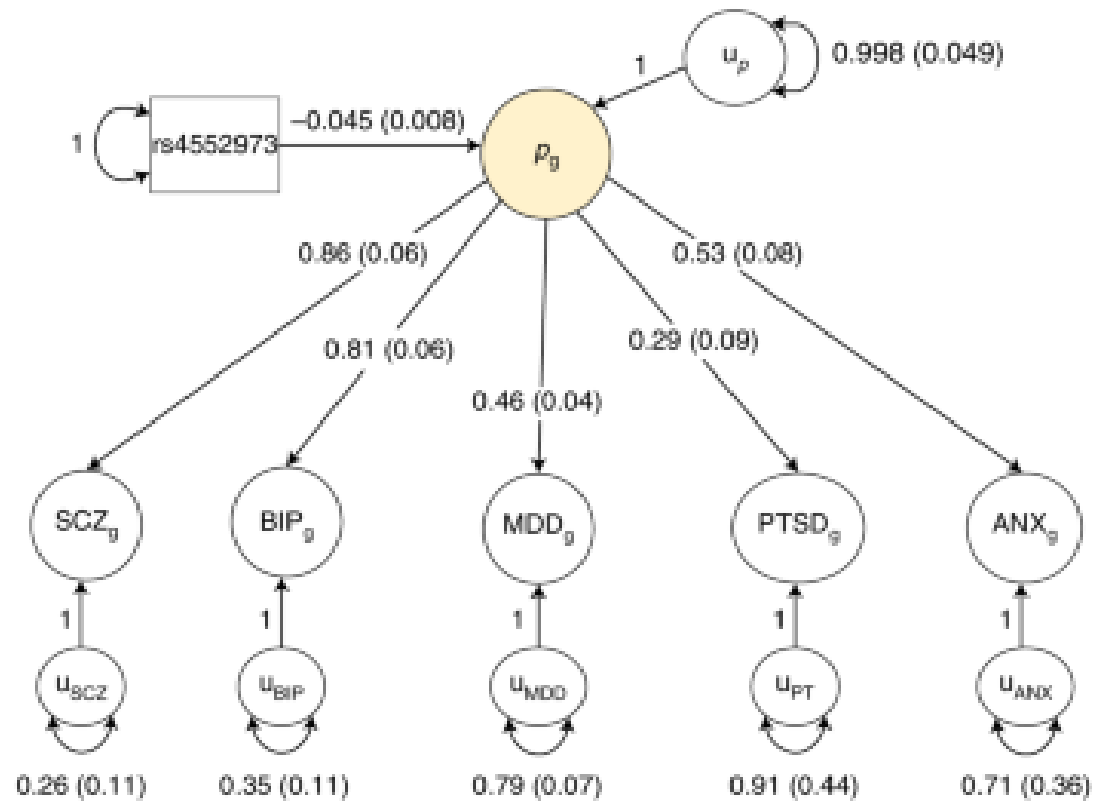 u_p
0.998 (0.049)
1
1
rs4552973
–0.045 (0.008)
p_g
0.86 (0.06)
0.53 (0.08)
0.81 (0.06)
0.29 (0.09)
0.46 (0.04)
SCZ_g
BIP_g
MDD_g
PTSD_g
ANX_g
1
1
1
1
1
u_SCZ
u_BIP
u_MDD
u_PT
u_ANX
0.26 (0.11)
0.35 (0.11)
0.79 (0.07)
0.91 (0.44)
0.71 (0.36)